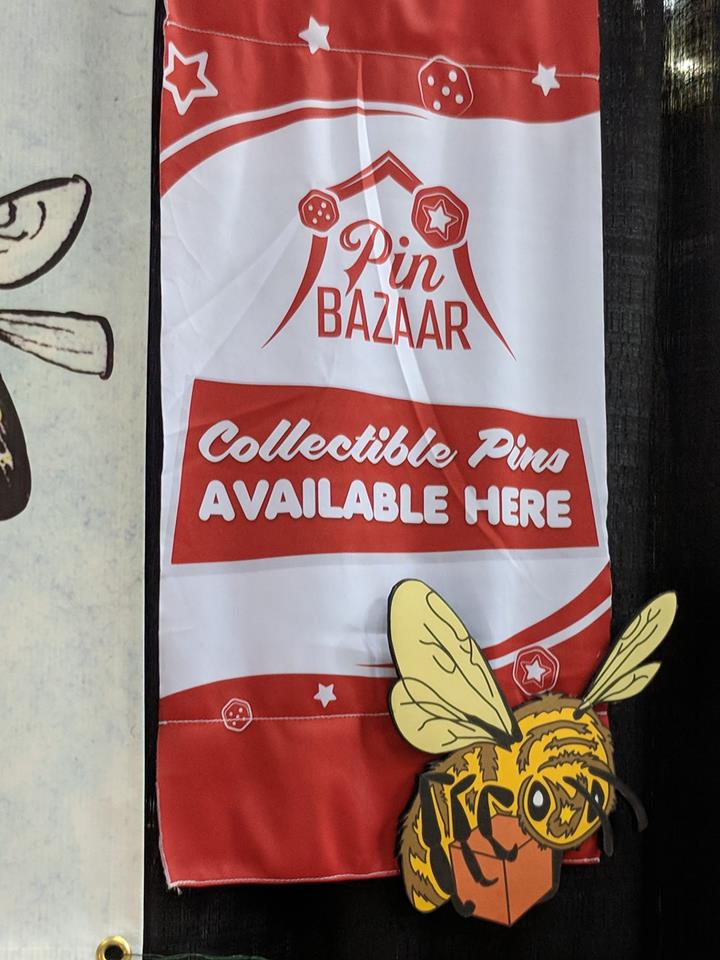 Pin
BAZAAR
Collectible Pins
AVAILABLE HERE